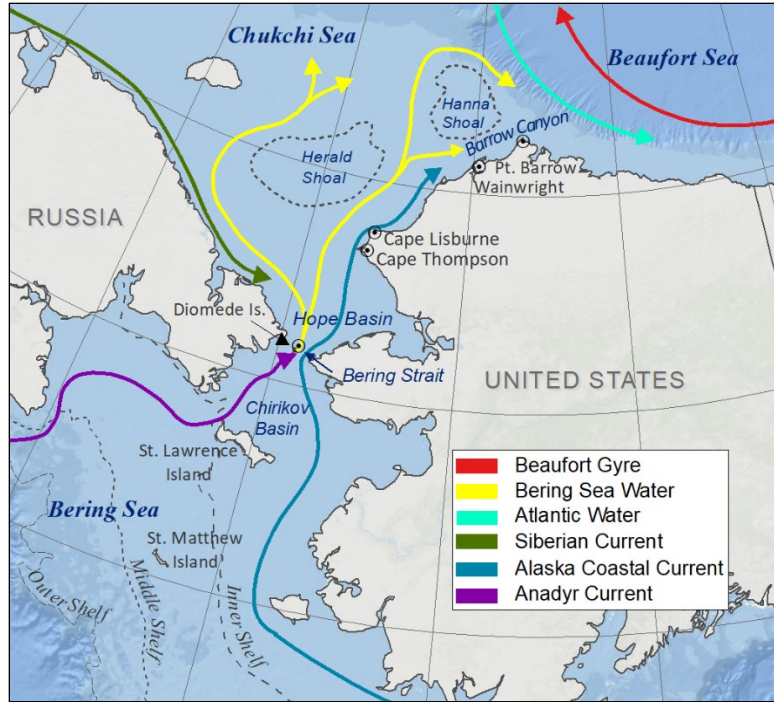 Chukchi Sea
Beaufort Sea
Hanna
Shoal
Barrow Canyon
Herald
Shoal
Pt. Barrow
Wainwright
RUSSIA
Cape Lisburne
Cape Thompson
Diomede Is.
Hope Basin
Bering Strait
UNITED STATES
Chirikov
Basin
St. Lawrence
Island
Bering Sea
St. Matthew
Island
Outer Shelf
Middle Shelf
Inner Shelf
Beaufort Gyre
Bering Sea Water
Atlantic Water
Siberian Current
Alaska Coastal Current
Anadyr Current